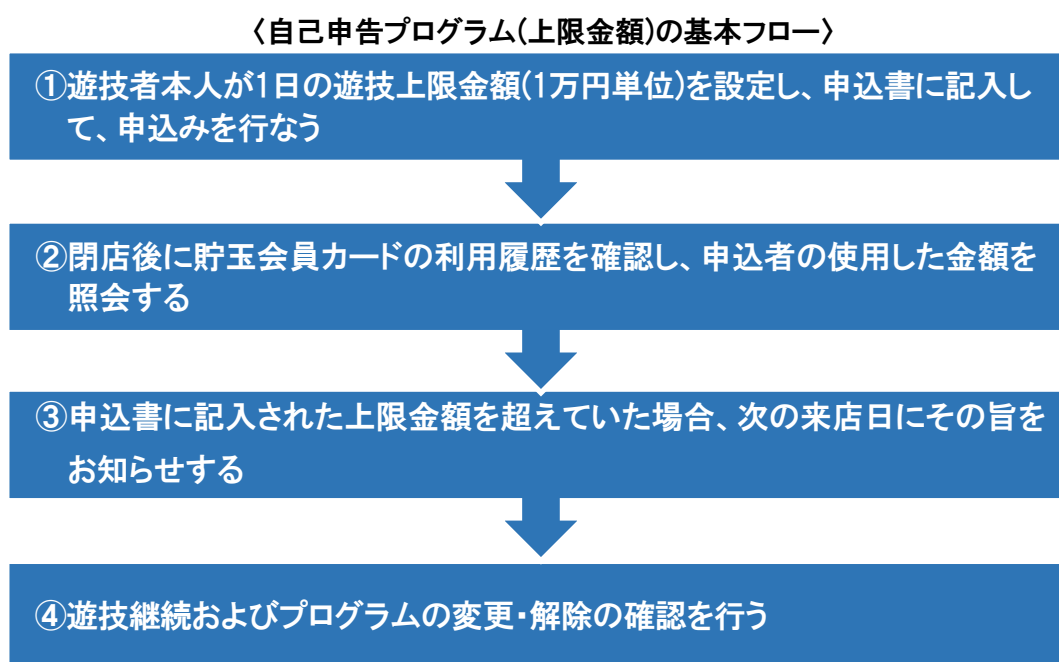 〈自己申告プログラム(上限金額)の基本フロー〉
①遊技者本人が1日の遊技上限金額(1万円単位)を設定し、申込書に記入し
て、申込みを行なう
②閉店後に貯玉会員カードの利用履歴を確認し、申込者の使用した金額を
照会する
③申込書に記入された上限金額を超えていた場合、次の来店日にその旨を
お知らせする
④遊技継続およびプログラムの変更・解除の確認を行う